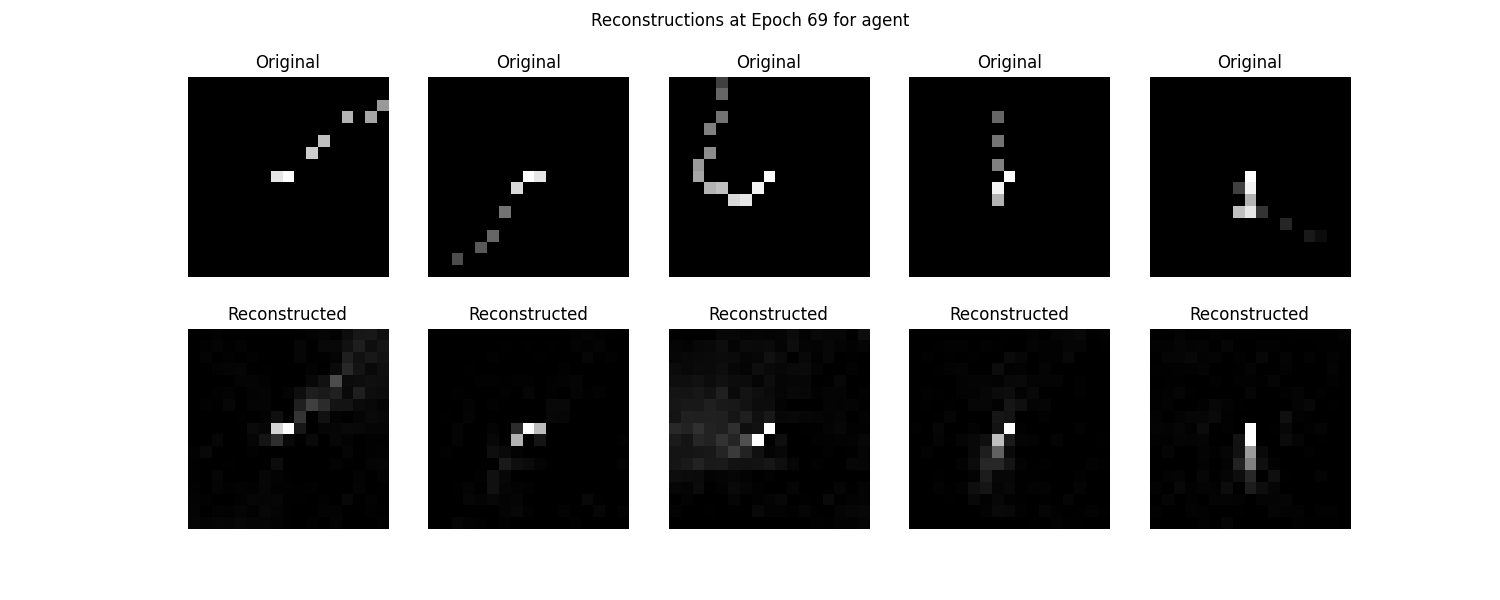 Reconstructions at Epoch 69 for agent
Original Original Original Original Original
Reconstructed Reconstructed Reconstructed Reconstructed Reconstructed